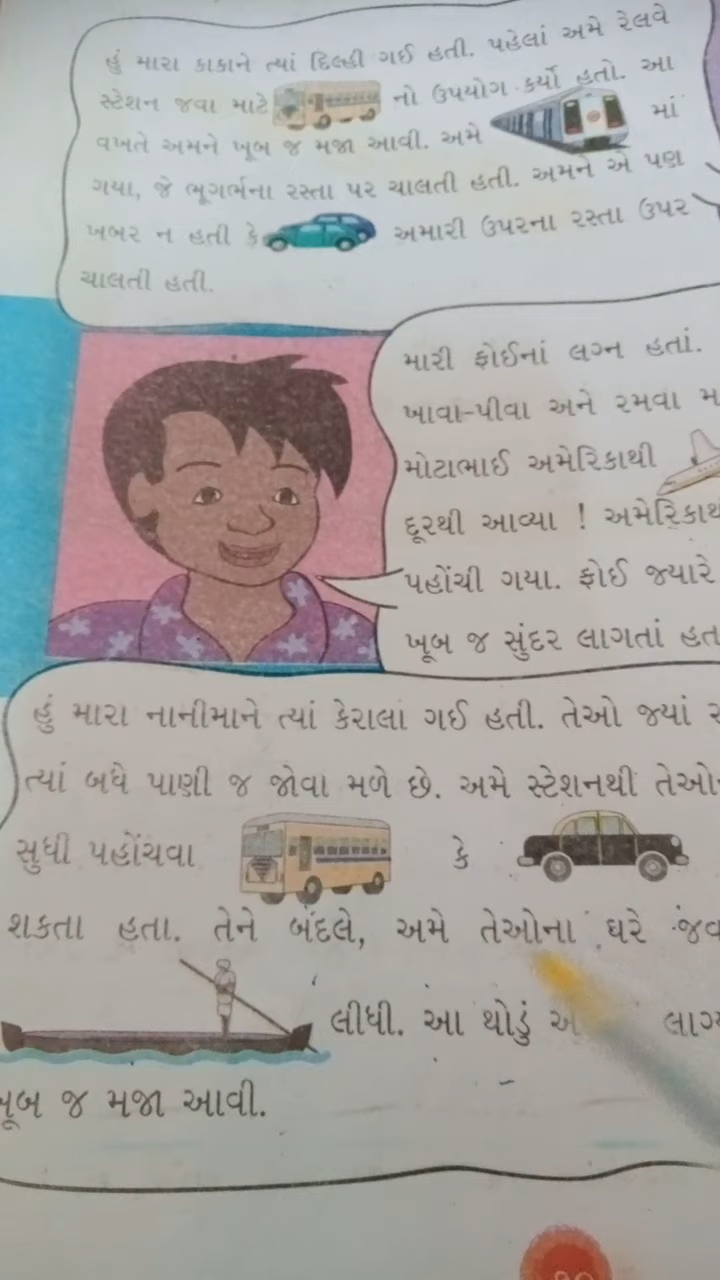 હું મારા કાકાને ત્યાં દિલ્હી ગઈ હતી. પહેલાં અમે રેલવે
સ્ટેશન જવા માટે નો ઉપયોગ કર્યો હતો. આ
વખતે અમને ખૂબ જ મજા આવી. અમે માં
ગયા, જે ભૂગર્ભના રસ્તા પર ચાલતી હતી. અમને એ પણ
ખબર ન હતી કે અમારી ઉપરના રસ્તા ઉપર
ચાલતી હતી.
મારી ફોઈનાં લગ્ન હતાં.
ખાવા-પીવા અને રમવા
મોટાભાઈ અમેરિકાથી
દૂરથી આવ્યા !
પહોંચી ગયા. ફોઈ જ્યારે
ખૂબ જ સુંદર લાગતાં
હું મારા નાનીમાને ત્યાં કેરાલા ગઈ હતી. તેઓ જ્યાં
ત્યાં બધે પાણી જ જોવા મળે છે. અમે સ્ટેશનથી
સુધી પહોંચવા કે
શકતા હતા. તેને બદલે, અમે તેઓના ઘરે
લીધી. આ થોડું
જ મજા આવી.